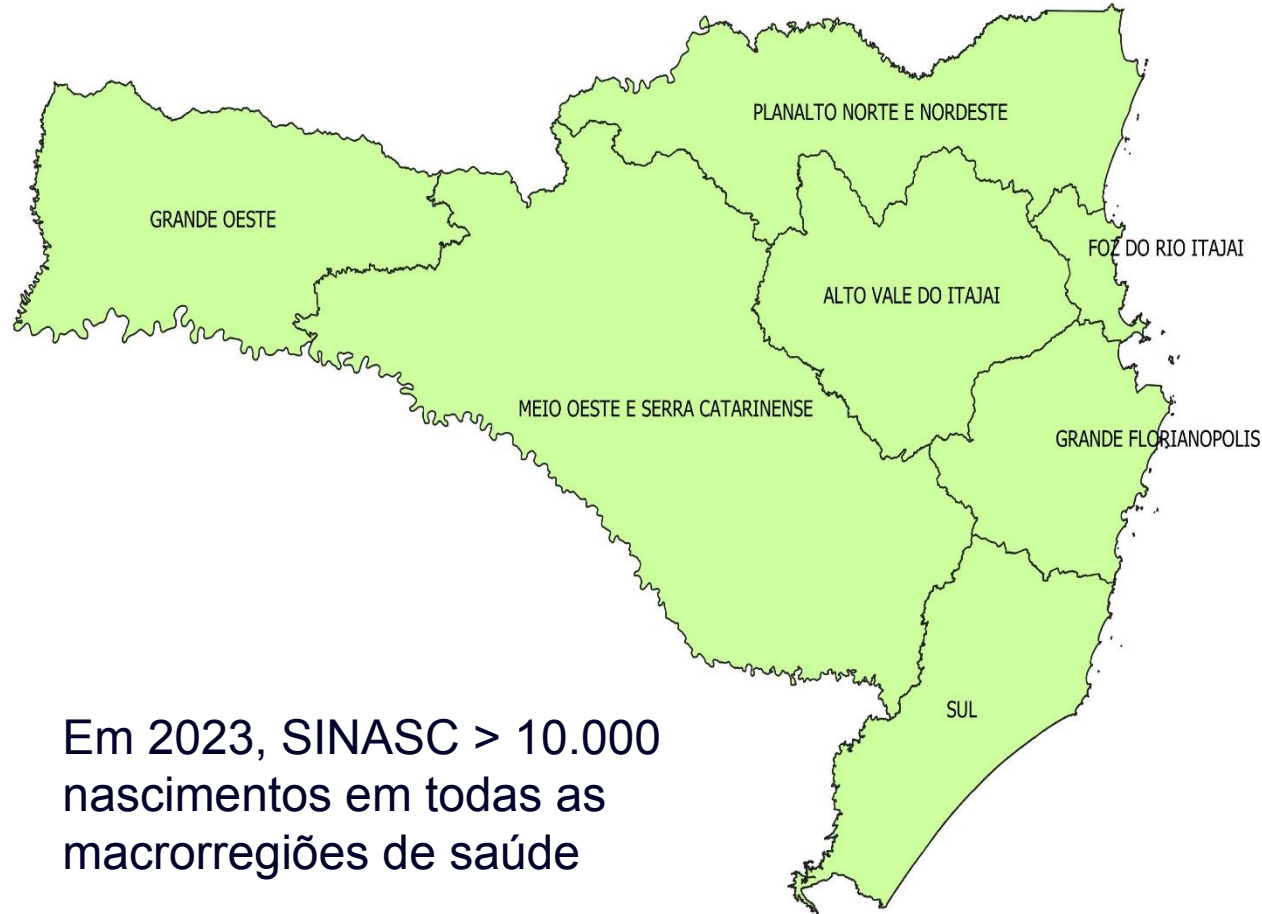 PLANALTO NORTE E NORDESTE
GRANDE OESTE
FOZ DO RIO ITAJAI
ALTO VALE DO ITAJAI
MEIO OESTE E SERRA CATARINENSE
GRANDE FLORIANOPOLIS
SUL
Em 2023, SINASC > 10.000
nascimentos em todas as
macrorregiões de saúde